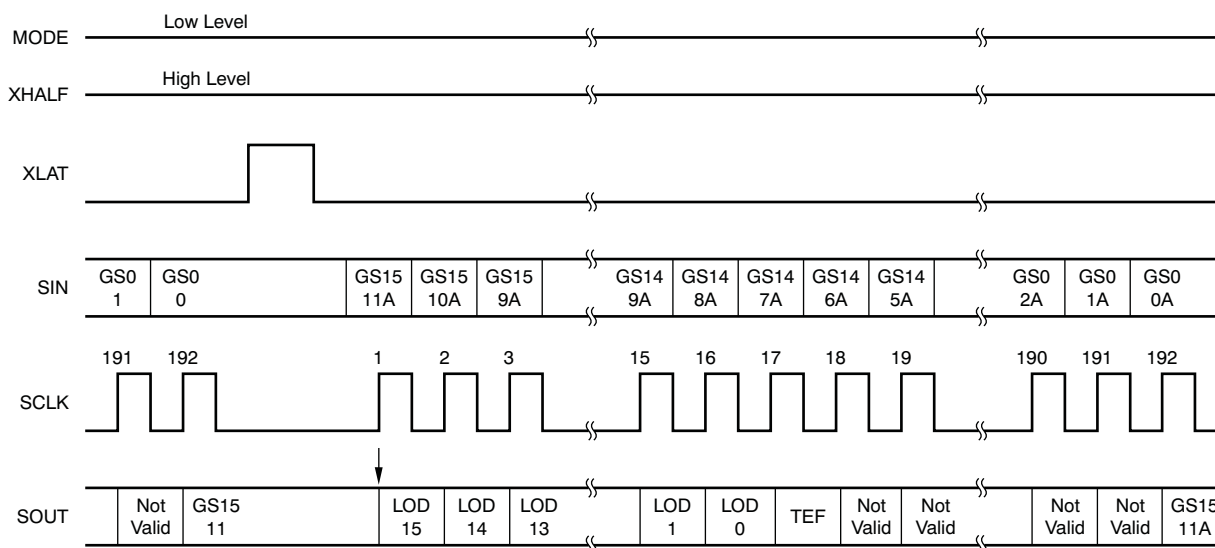 MODE
Low Level
XHALF
High Level
XLAT
SIN
GS0 1
GS0 0
GS15 11A
GS15 10A
GS15 9A
GS14 9A
GS14 8A
GS14 7A
GS14 6A
GS14 5A
GS0 2A
GS0 1A
GS0 0A
SCLK
191 192 1 2 3 15 16 17 18 19 190 191 192
SOUT
Not Valid
GS15 11
LOD 15
LOD 14
LOD 13
LOD 1
LOD 0
TEF
Not Valid
Not Valid
Not Valid
Not Valid
GS15 11A